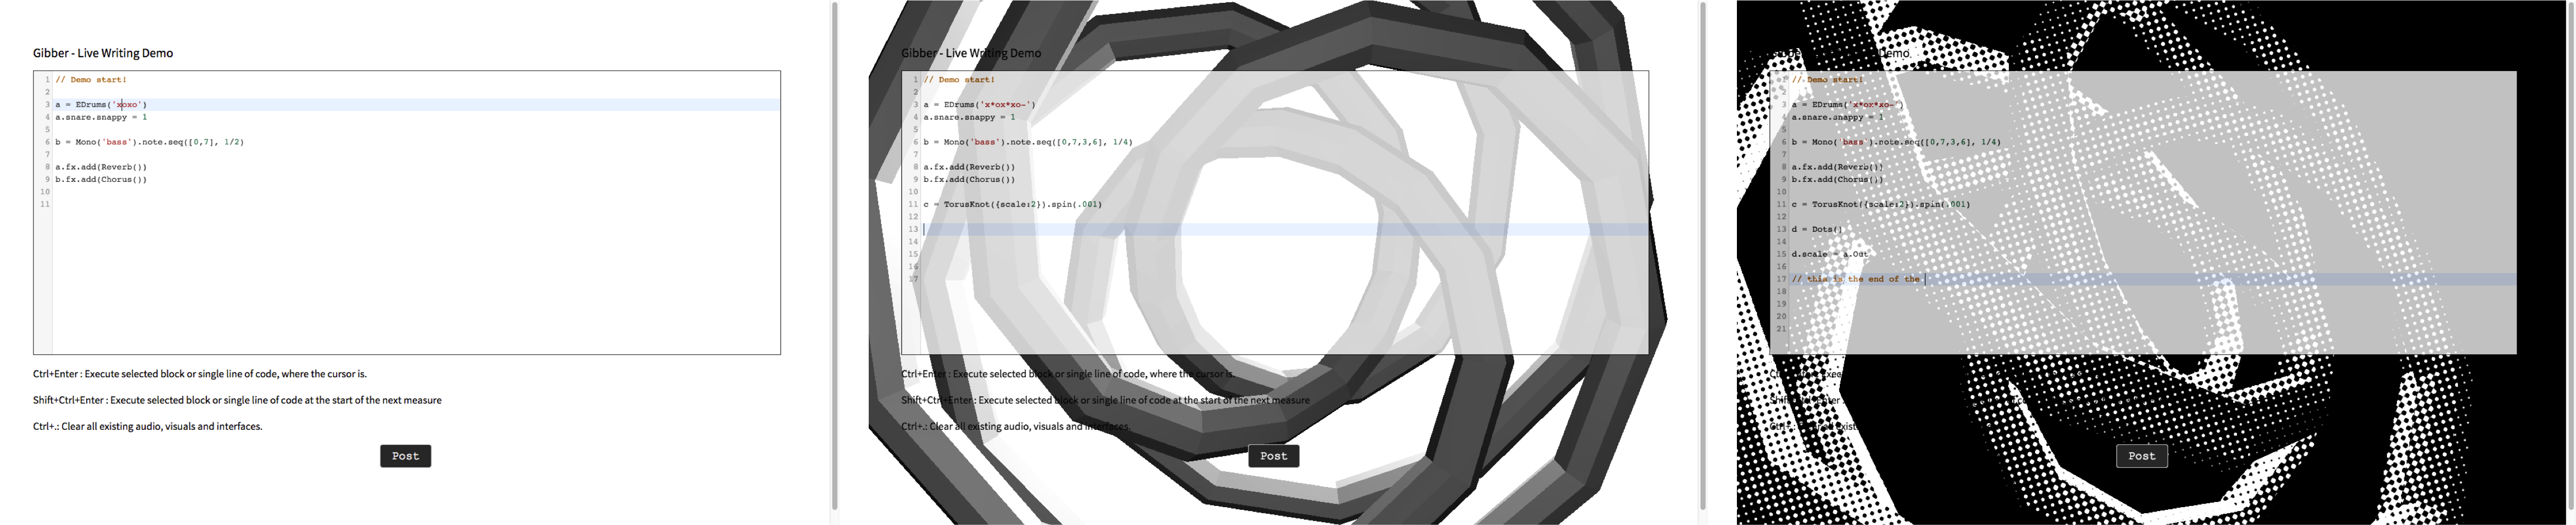 Gibber - Live Writing Demo
1 // Demo start!
2
3 a = EDrums('xoxo')
4 a.snare.snappy = 1
5
6 b = Mono('bass').note.seq([0,7], 1/2)
7
8 a.fx.add(Reverb())
9 b.fx.add(Chorus())
10
11
Ctrl+Enter : Execute selected block or single line of code, where the cursor is.
Shift+Ctrl+Enter : Execute selected block or single line of code at the start of the next measure
Ctrl+.: Clear all existing audio, visuals and interfaces.
Post
Gibber - Live Writing Demo
1 // Demo start!
2
3 a = EDrums('x*ox*xo-')
4 a.snare.snappy = 1
5
6 b = Mono('bass').note.seq([0,7,3,6], 1/4)
7
8 a.fx.add(Reverb())
9 b.fx.add(Chorus())
10
11 c = TorusKnot({scale:2}).spin(.001)
12
13
14
15
16
17
Ctrl+Enter : Execute selected block or single line of code, where the cursor is.
Shift+Ctrl+Enter : Execute selected block or single line of code at the start of the next measure
Ctrl+.: Clear all existing audio, visuals and interfaces.
Post
Demo
1 // Demo start!
2
3 a = EDrums('x*ox*xo-')
4 a.snare.snappy = 1
5
6 b = Mono('bass').note.seq([0,7,3,6], 1/4)
7
8 a.fx.add(Reverb())
9 b.fx.add(Chorus())
10
11 c = TorusKnot({scale:2}).spin(.001)
12
13 d = Dots()
14
15 d.scale = a.Out
16
17 // this is the end of the
18
19
20
21
Post